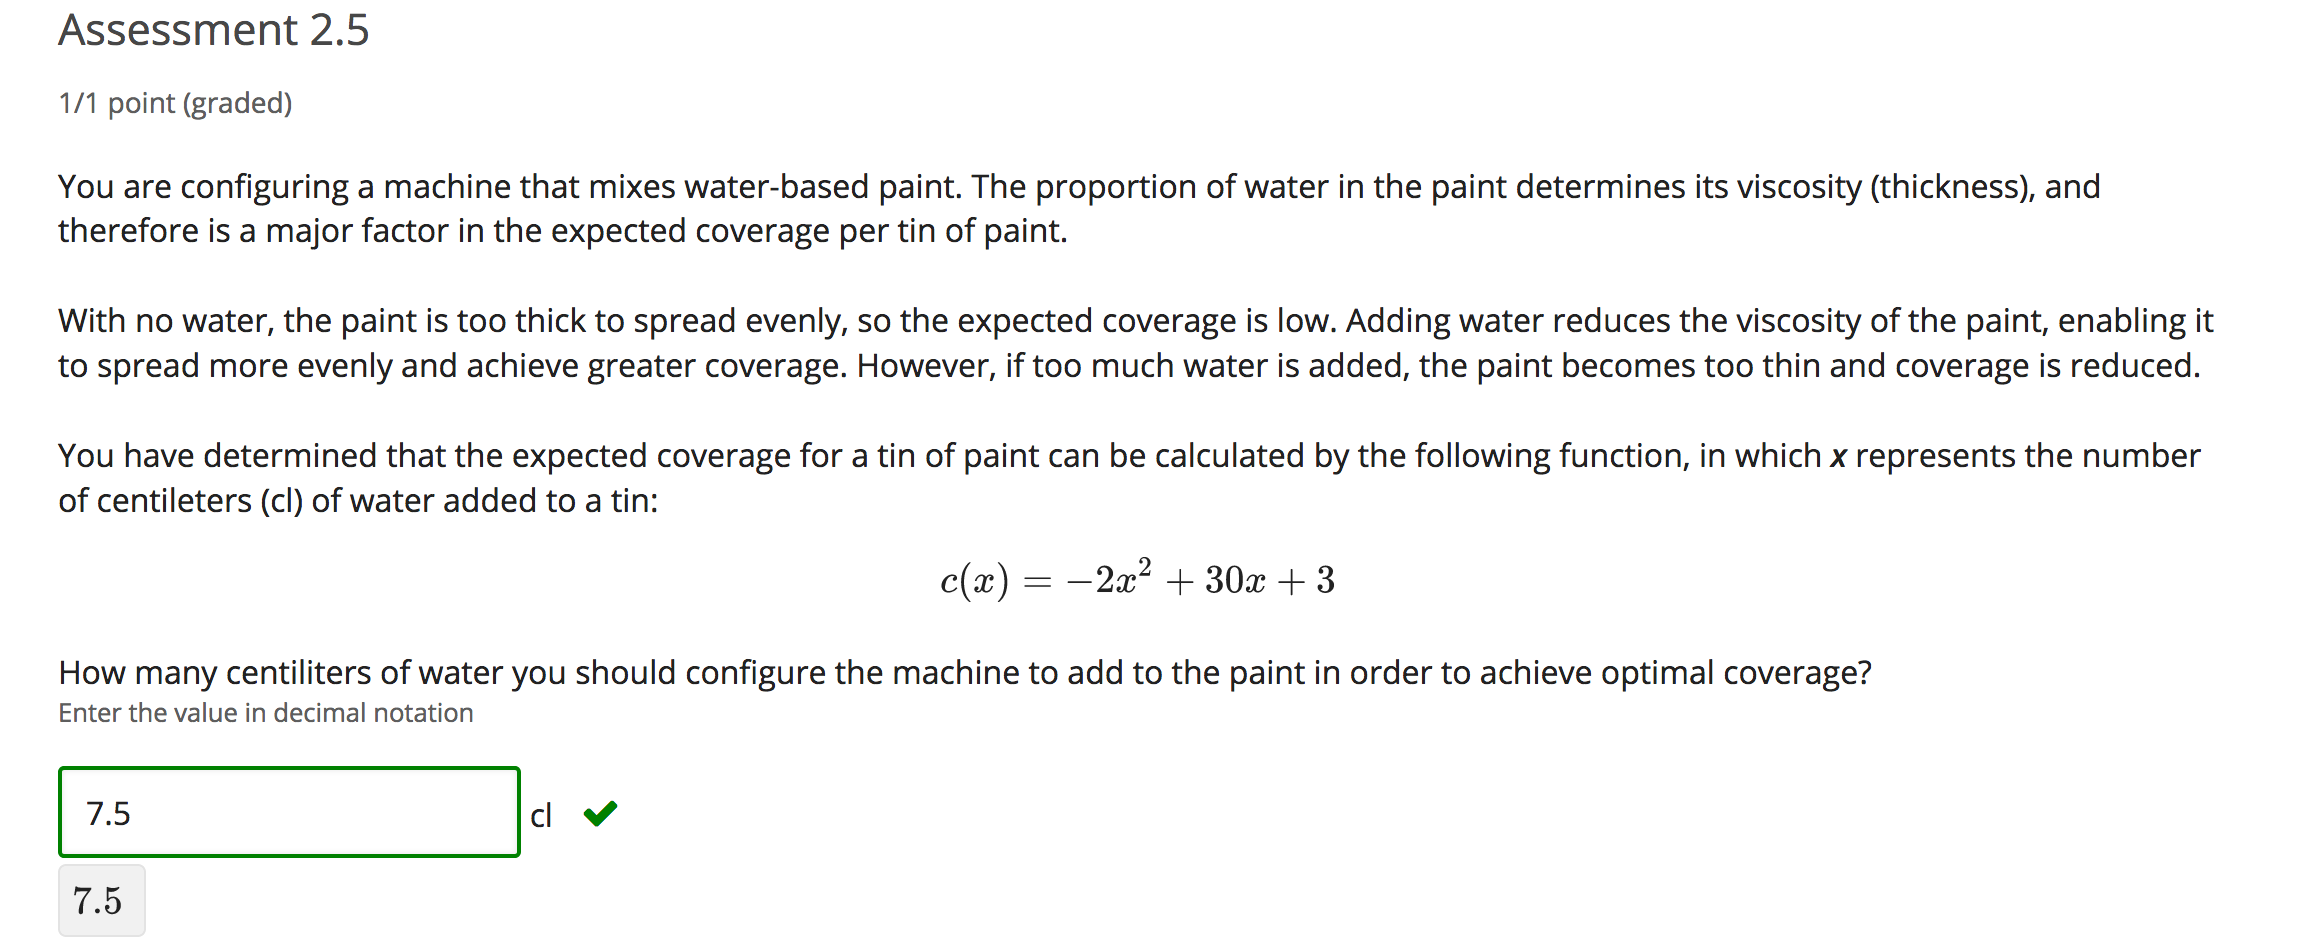 Assessment 2.5
1/1 point (graded)
You are configuring a machine that mixes water-based paint. The proportion of water in the paint determines its viscosity (thickness), and
therefore is a major factor in the expected coverage per tin of paint.
With no water, the paint is too thick to spread evenly, so the expected coverage is low. Adding water reduces the viscosity of the paint, enabling it
to spread more evenly and achieve greater coverage. However, if too much water is added, the paint becomes too thin and coverage is reduced.
You have determined that the expected coverage for a tin of paint can be calculated by the following function, in which x represents the number
of centileters (cl) of water added to a tin:
c(x) = −2x² + 30x + 3
How many centiliters of water you should configure the machine to add to the paint in order to achieve optimal coverage?
Enter the value in decimal notation
7.5 cl
7.5